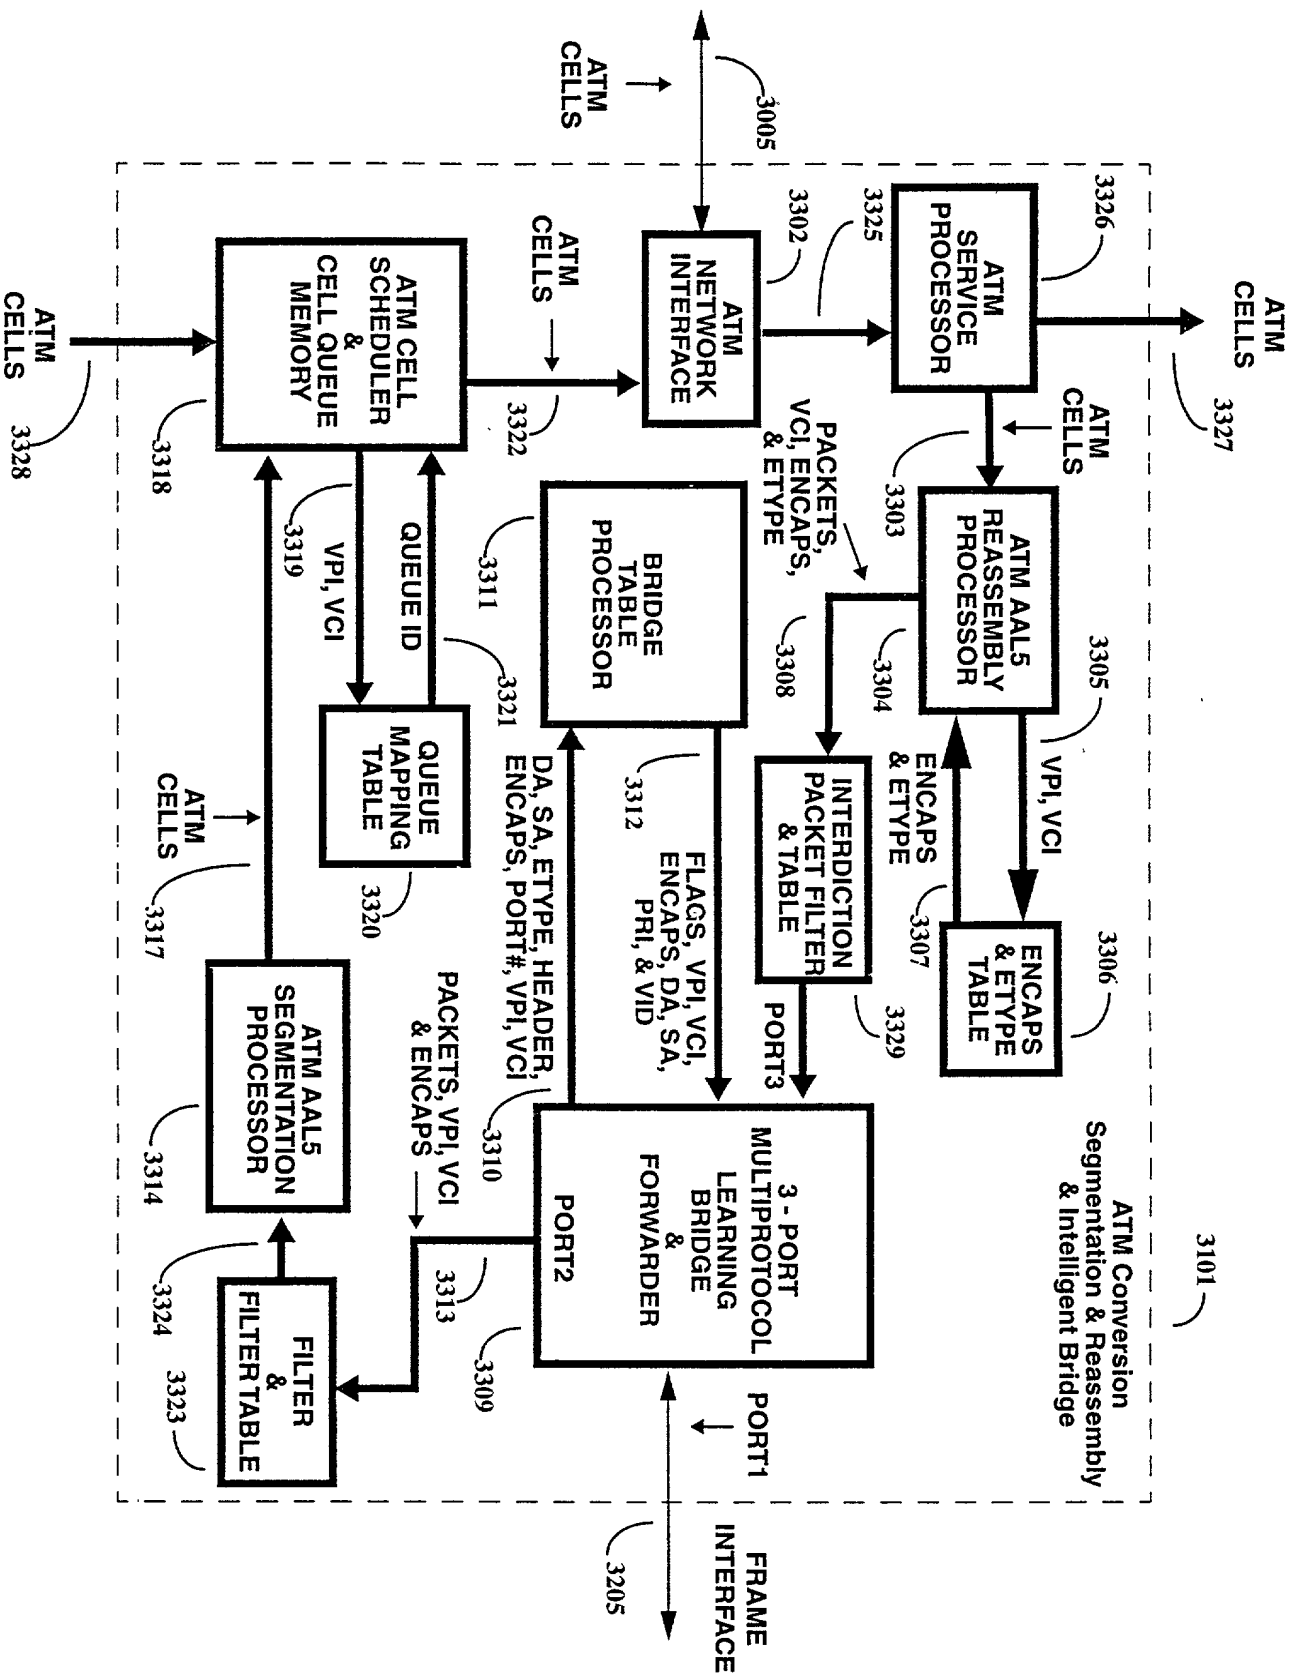 3101
ATM Conversion
Segmentation & Reassembly
& Intelligent Bridge
ATM
CELLS
3327
3326
ATM
SERVICE
PROCESSOR
ATM
CELLS
3303
ATM AAL5
REASSEMBLY
PROCESSOR
3305
VPI, VCI
3306
ENCAPS
& ETYPE
TABLE
3307
ENCAPS
& ETYPE
3304
3308
PACKETS,
VCI, ENCAPS,
& ETYPE
3325
3302
ATM
NETWORK
INTERFACE
3005
ATM
CELLS
INTERDICTION
PACKET FILTER
& TABLE
3329
PORT3
BRIDGE
TABLE
PROCESSOR
3311
3312
FLAGS, VPI, VCI,
ENCAPS, DA, SA,
PRI, & VID
DA, SA, ETYPE, HEADER,
ENCAPS, PORT#, VPI, VCI
3310
3 - PORT
MULTIPROTOCOL
LEARNING
BRIDGE
&
FORWARDER
PORT2
3309
PORT1
FRAME
INTERFACE
3205
ATM
CELLS
3322
ATM CELL
SCHEDULER
&
CELL QUEUE
MEMORY
3318
ATM
CELLS
3328
QUEUE ID
3321
3319
VPI, VCI
QUEUE
MAPPING
TABLE
3320
ATM
CELLS
3317
ATM AAL5
SEGMENTATION
PROCESSOR
3314
PACKETS, VPI, VCI
& ENCAPS
3313
3324
FILTER
&
FILTER TABLE
3323